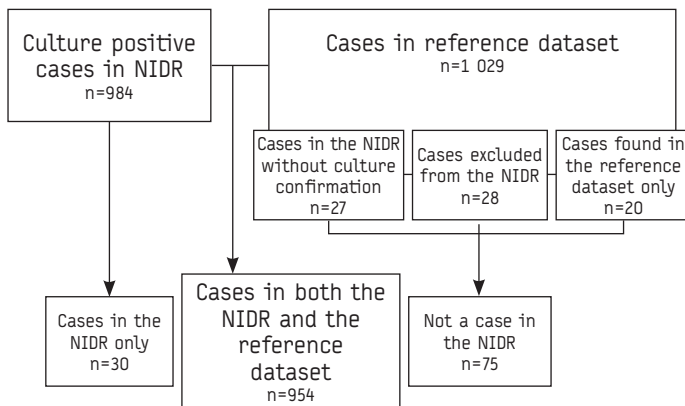 Culture positive
cases in NIDR
n=984
Cases in reference dataset
n=1 029
Cases in the NIDR
without culture
confirmation
n=27
Cases excluded
from the NIDR
n=28
Cases found in
the reference
dataset only
n=20
Cases in the
NIDR only
n=30
Cases in both the
NIDR and the
reference
dataset
n=954
Not a case in
the NIDR
n=75